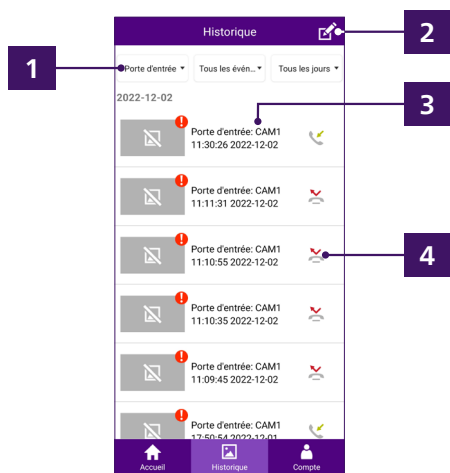 Historique
2
1
Porte d'entrée
Tous les évén...
Tous les jours
2022-12-02
3
Porte d'entrée: CAM1
11:30:26 2022-12-02
Porte d'entrée: CAM1
11:11:31 2022-12-02
Porte d'entrée: CAM1
11:10:55 2022-12-02
4
Porte d'entrée: CAM1
11:10:35 2022-12-02
Porte d'entrée: CAM1
11:09:45 2022-12-02
Porte d'entrée: CAM1
17:50:54 2022-12-01
Accueil
Historique
Compte